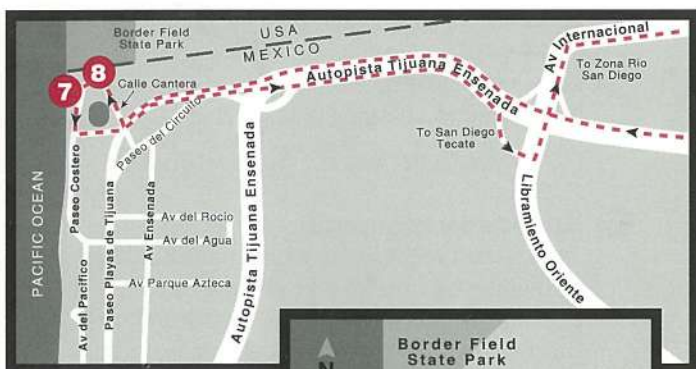 Border Field
State Park
USA
MEXICO
7
8
Calle Cantera
Paseo del Circuito
Autopista Tijuana Ensenada
Av Internacional
To Zona Rio
San Diego
To San Diego
Tecate
Libramiento Oriente
PACIFIC OCEAN
Paseo Costero
Paseo Playas de Tijuana
Av Ensenada
Autopista Tijuana Ensenada
Av del Rocio
Av del Agua
Av Parque Azteca
Av del Pacifico
N
Border Field
State Park